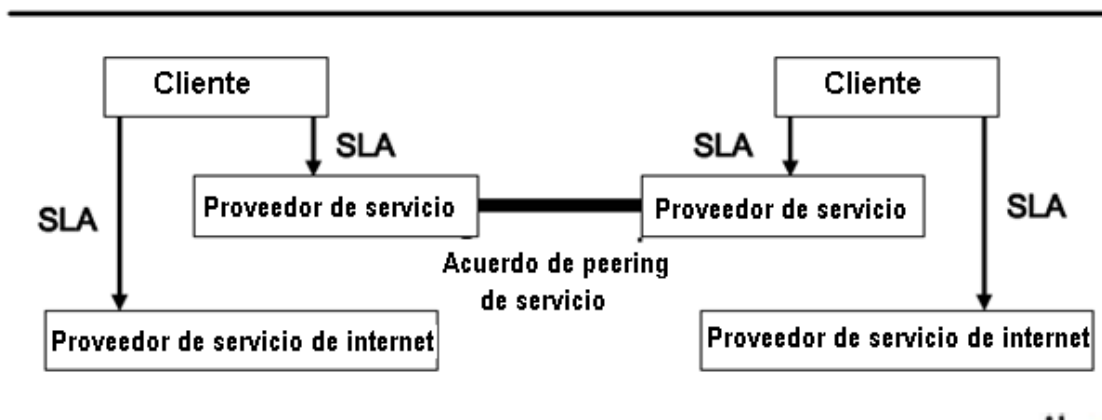 Cliente
Cliente
SLA
SLA
Proveedor de servicio
Proveedor de servicio
SLA
SLA
Acuerdo de peering
de servicio
Proveedor de servicio de internet
Proveedor de servicio de internet